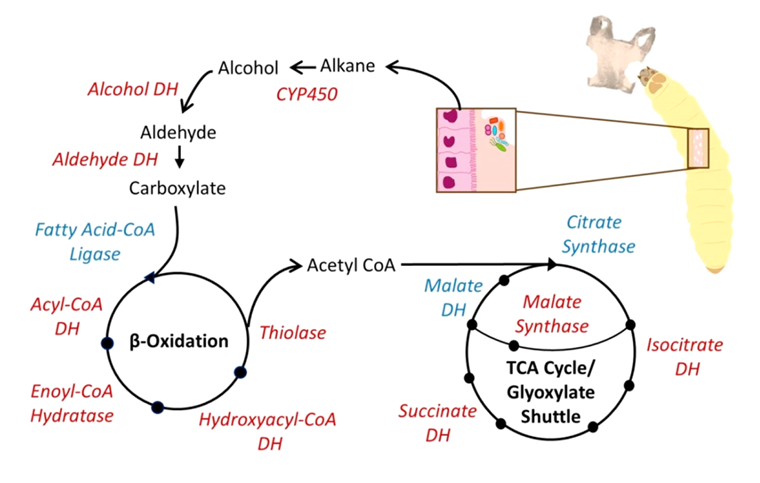 Alcohol
Alkane
Alcohol DH
CYP450
Aldehyde
Aldehyde DH
Carboxylate
Fatty Acid-CoA
Ligase
Citrate
Synthase
Acetyl CoA
Malate
DH
Acyl-CoA
DH
β-Oxidation
Thiolase
Malate
Synthase
Isocitrate
DH
TCA Cycle/
Glyoxylate
Shuttle
Enoyl-CoA
Hydratase
Hydroxyacyl-CoA
DH
Succinate
DH